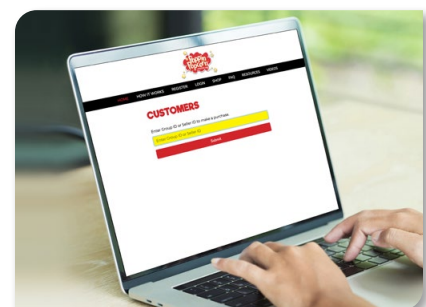 Poppin
Popcorn
HOME HOW IT WORKS REGISTER LOGIN SHOP FAQ RESOURCES VIDEOS
CUSTOMERS
Enter Group ID or Seller ID to make a purchase
Enter Group ID or Seller ID
Submit